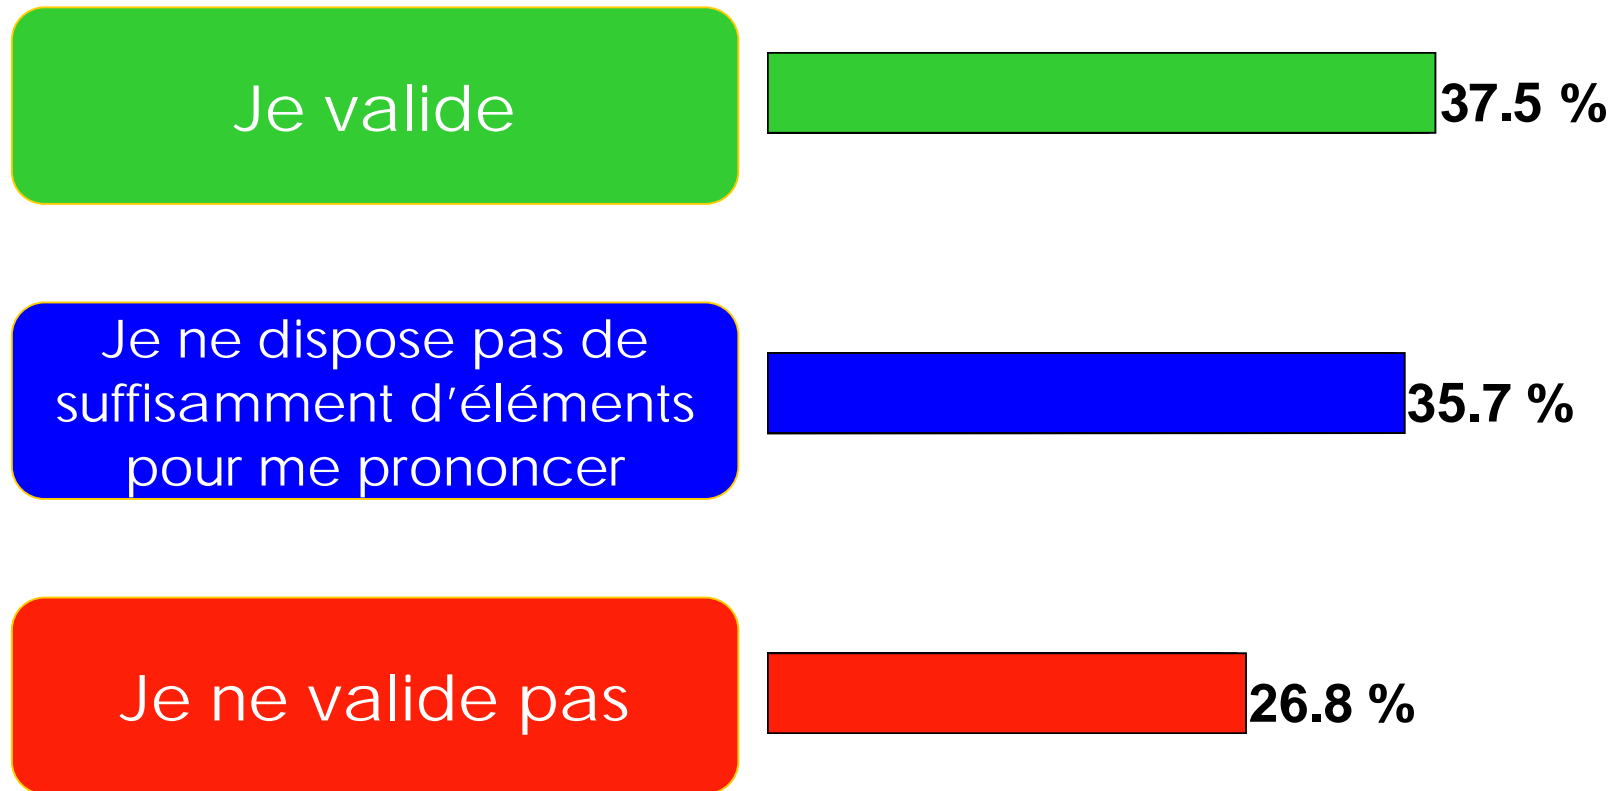 Je valide
37.5 %
Je ne dispose pas de
suffisamment d’éléments
pour me prononcer
35.7 %
Je ne valide pas
26.8 %